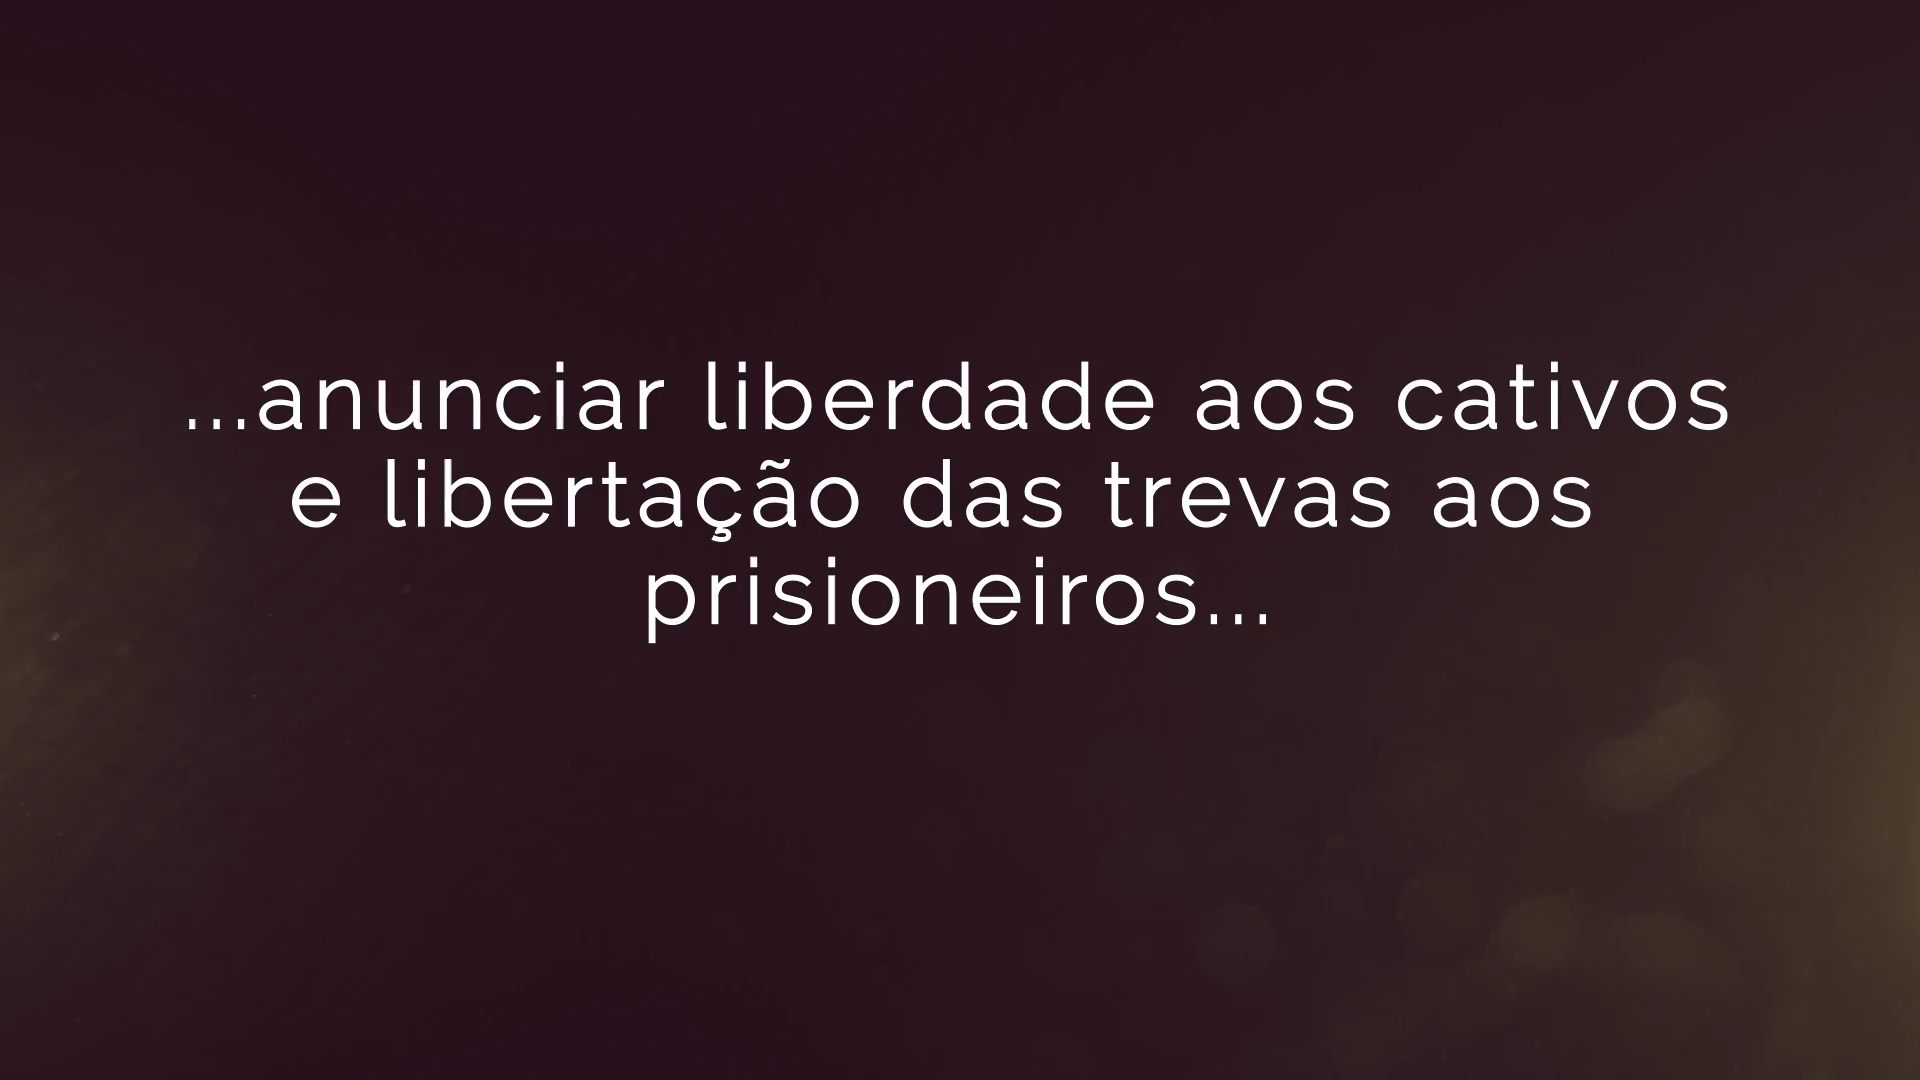 ...anunciar liberdade aos cativos
e libertação das trevas aos
prisioneiros...